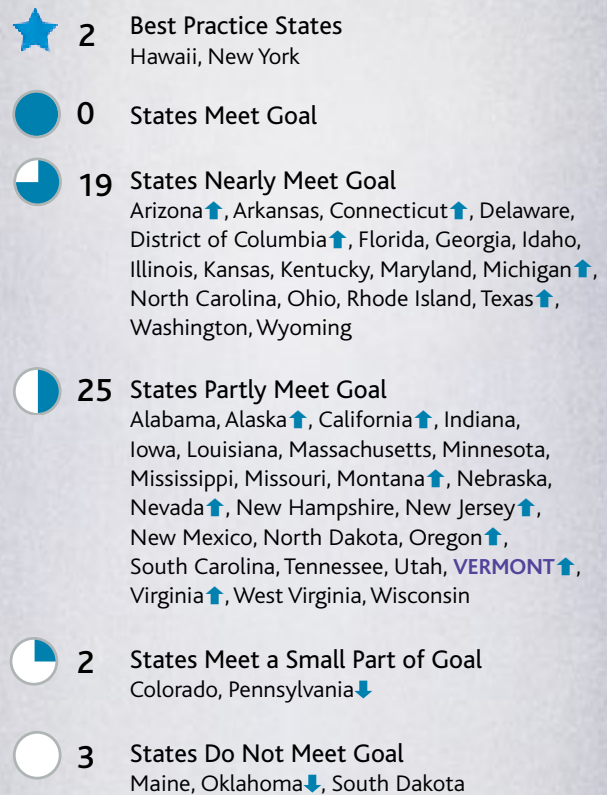 2 Best Practice States
Hawaii, New York
0 States Meet Goal
19 States Nearly Meet Goal
Arizona⬆, Arkansas, Connecticut⬆, Delaware,
District of Columbia⬆, Florida, Georgia, Idaho,
Illinois, Kansas, Kentucky, Maryland, Michigan⬆,
North Carolina, Ohio, Rhode Island, Texas⬆,
Washington, Wyoming
25 States Partly Meet Goal
Alabama, Alaska⬆, California⬆, Indiana,
Iowa, Louisiana, Massachusetts, Minnesota,
Mississippi, Missouri, Montana⬆, Nebraska,
Nevada⬆, New Hampshire, New Jersey⬆,
New Mexico, North Dakota, Oregon⬆,
South Carolina, Tennessee, Utah, VERMONT⬆,
Virginia⬆, West Virginia, Wisconsin
2 States Meet a Small Part of Goal
Colorado, Pennsylvania⬇
3 States Do Not Meet Goal
Maine, Oklahoma⬇, South Dakota